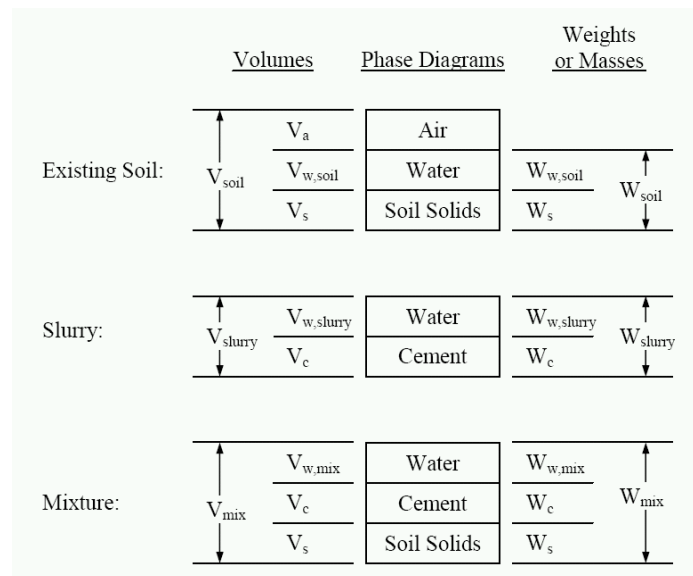 Volumes Phase Diagrams Weights
or Masses
Existing Soil:
V_soil
V_a
V_w,soil
V_s
Air
Water
Soil Solids
W_w,soil
W_s
W_soil
Slurry:
V_slurry
V_w,slurry
V_c
Water
Cement
W_w,slurry
W_c
W_slurry
Mixture:
V_mix
V_w,mix
V_c
V_s
Water
Cement
Soil Solids
W_w,mix
W_c
W_s
W_mix